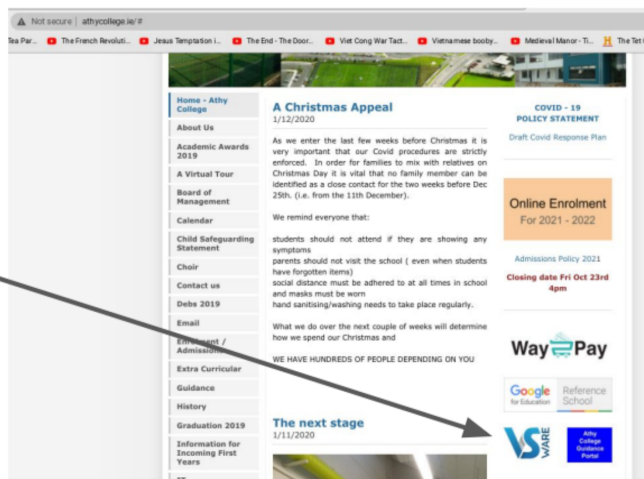 Not secure | athycollege.ie/#
Tea Par...
The French Revoluti...
Jesus Temptation i...
The End - The Door...
Viet Cong War Tact...
Vietnamese booby...
Medieval Manor - Ti...
The Tet
Home - Athy
College
About Us
Academic Awards
2019
A Virtual Tour
Board of
Management
Calendar
Child Safeguarding
Statement
Choir
Contact us
Debs 2019
Email
Enrolment /
Admissions
Extra Curricular
Guidance
History
Graduation 2019
Information for
Incoming First
Years
A Christmas Appeal
1/12/2020
As we enter the last few weeks before Christmas it is
very important that our Covid procedures are strictly
enforced. In order for families to mix with relatives on
Christmas Day it is vital that no family member can be
identified as a close contact for the two weeks before Dec
25th. (i.e. from the 11th December).
We remind everyone that:
students should not attend if they are showing any
symptoms
parents should not visit the school ( even when students
have forgotten items)
social distance must be adhered to at all times in school
and masks must be worn
hand sanitising/washing needs to take place regularly.
What we do over the next couple of weeks will determine
how we spend our Christmas and
WE HAVE HUNDREDS OF PEOPLE DEPENDING ON YOU
The next stage
1/11/2020
COVID - 19
POLICY STATEMENT
Draft Covid Response Plan
Online Enrolment
For 2021 - 2022
Admissions Policy 2021
Closing date Fri Oct 23rd
4pm
Way Pay
Google
for Education
Reference
School
VS
WARE
Athy
College
Guidance
Portal